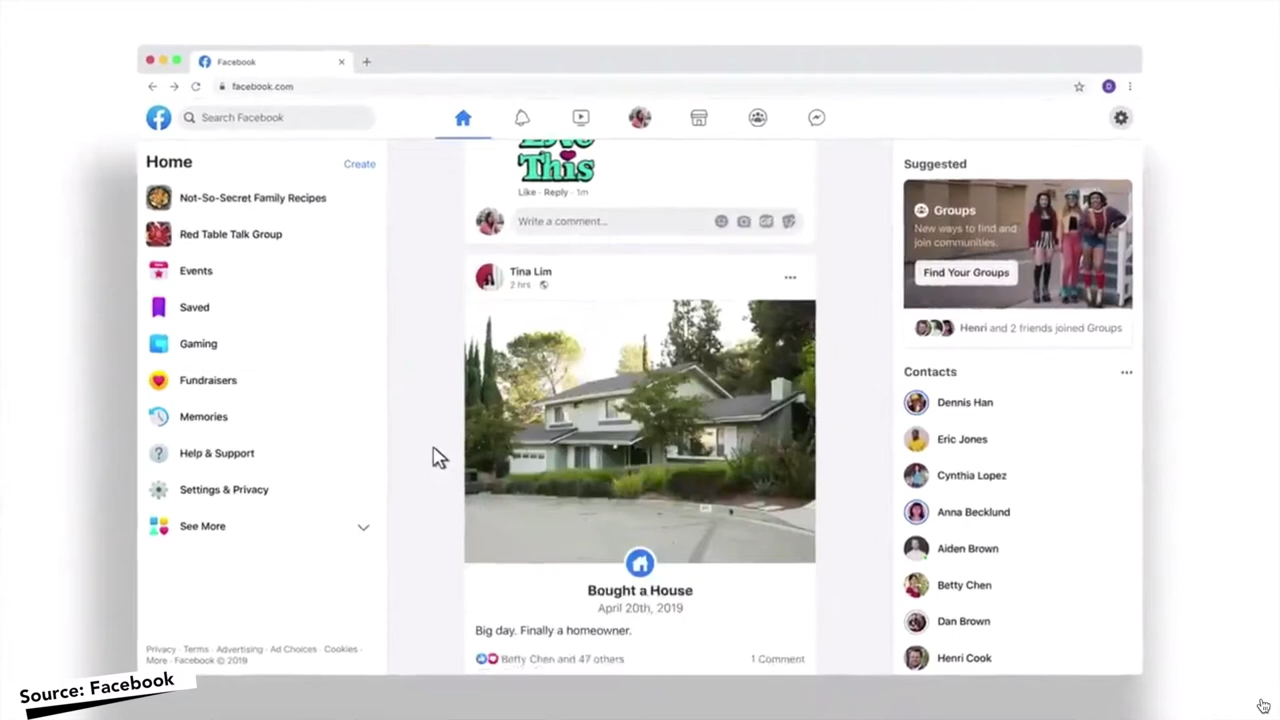 Facebook
facebook.com
D
Search Facebook
Home
Create
Not-So-Secret Family Recipes
Red Table Talk Group
Events
Saved
Gaming
Fundraisers
Memories
Help & Support
Settings & Privacy
See More
Privacy · Terms · Advertising · Ad Choices · Cookies ·
More · Facebook © 2019
This
Like · Reply · 1m
Write a comment...
GIF
Tina Lim
2 hrs ·
Bought a House
April 20th, 2019
Big day. Finally a homeowner.
Betty Chen and 47 others
1 Comment
Suggested
Groups
New ways to find and
join communities.
Find Your Groups
Henri and 2 friends joined Groups
Contacts
Dennis Han
Eric Jones
Cynthia Lopez
Anna Becklund
Aiden Brown
Betty Chen
Dan Brown
Henri Cook
Source: Facebook